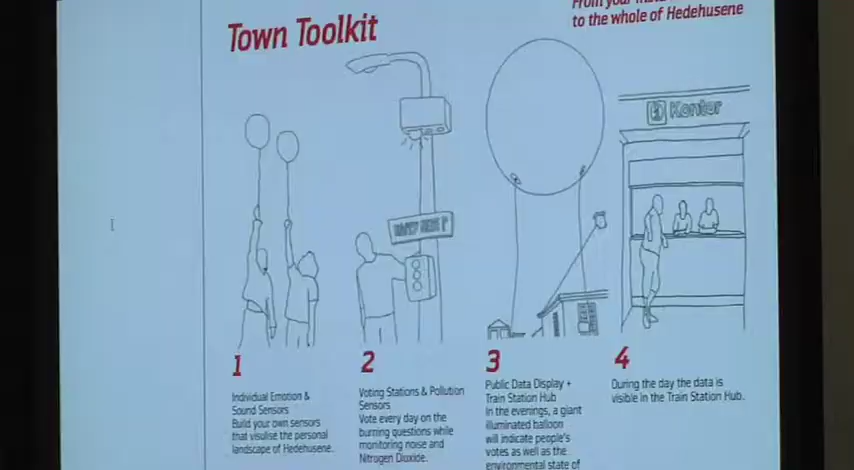 Town Toolkit
to the whole of Hedehusene
Kontor
1
Individual Emotion &
Sound Sensors
Build your own sensors
that visulise the personal
landscape of Hedehusene.
2
Voting Stations & Pollution
Sensors
Vote every day on the
burning questions while
monitoring noise and
Nitrogen Dioxide.
3
Public Data Display +
Train Station Hub
In the evenings, a giant
illuminated balloon
will indicate people's
votes as well as the
environmental state of
4
During the day the data is
visible in the Train Station Hub.